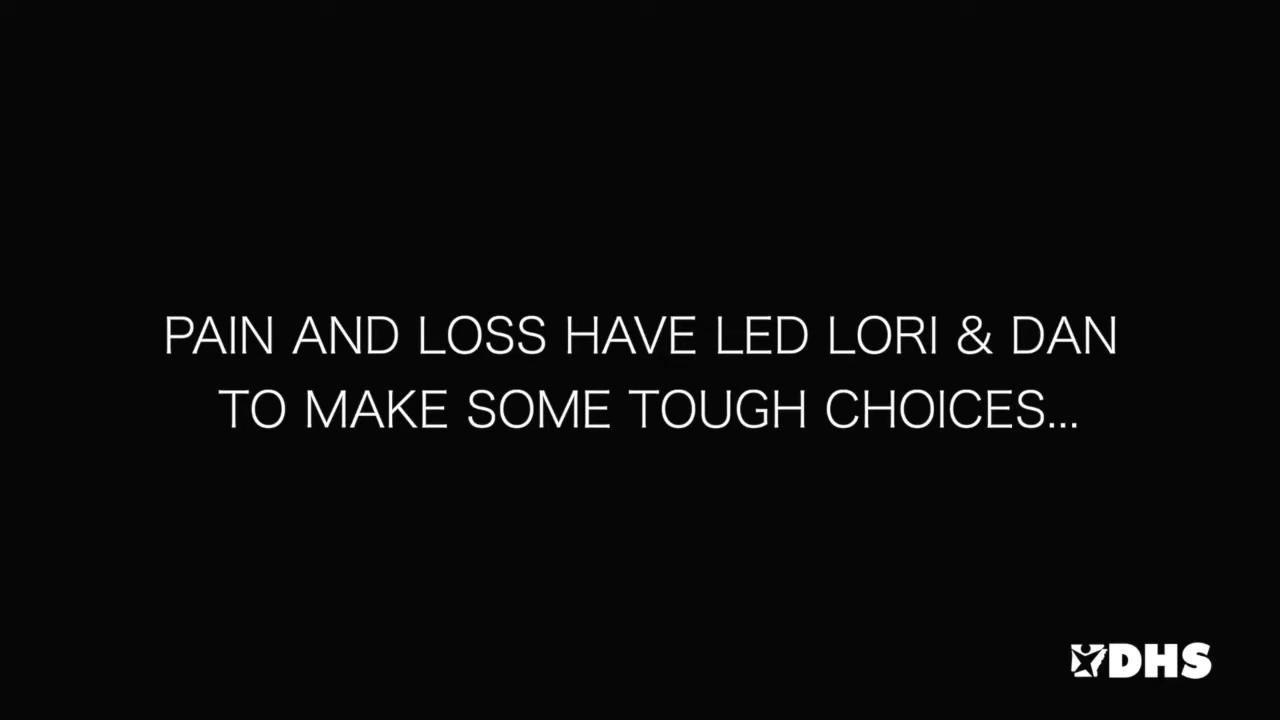 PAIN AND LOSS HAVE LED LORI & DAN
TO MAKE SOME TOUGH CHOICES...
DHS